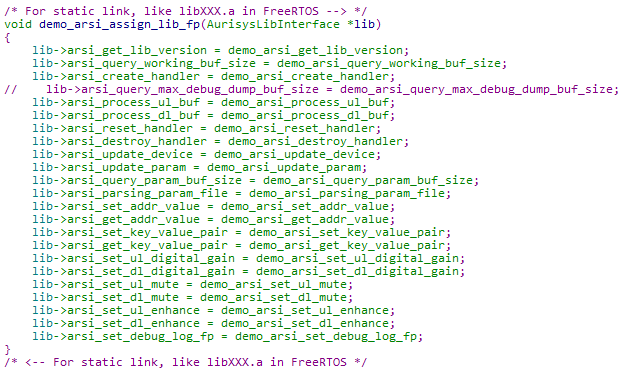 /* For static link, like libXXX.a in FreeRTOS --> */
void demo_arsi_assign_lib_fp(AurisysLibInterface *lib)
{
    lib->arsi_get_lib_version = demo_arsi_get_lib_version;
    lib->arsi_query_working_buf_size = demo_arsi_query_working_buf_size;
    lib->arsi_create_handler = demo_arsi_create_handler;
//    lib->arsi_query_max_debug_dump_buf_size = demo_arsi_query_max_debug_dump_buf_size;
    lib->arsi_process_ul_buf = demo_arsi_process_ul_buf;
    lib->arsi_process_dl_buf = demo_arsi_process_dl_buf;
    lib->arsi_reset_handler = demo_arsi_reset_handler;
    lib->arsi_destroy_handler = demo_arsi_destroy_handler;
    lib->arsi_update_device = demo_arsi_update_device;
    lib->arsi_update_param = demo_arsi_update_param;
    lib->arsi_query_param_buf_size = demo_arsi_query_param_buf_size;
    lib->arsi_parsing_param_file = demo_arsi_parsing_param_file;
    lib->arsi_set_addr_value = demo_arsi_set_addr_value;
    lib->arsi_get_addr_value = demo_arsi_get_addr_value;
    lib->arsi_set_key_value_pair = demo_arsi_set_key_value_pair;
    lib->arsi_get_key_value_pair = demo_arsi_get_key_value_pair;
    lib->arsi_set_ul_digital_gain = demo_arsi_set_ul_digital_gain;
    lib->arsi_set_dl_digital_gain = demo_arsi_set_dl_digital_gain;
    lib->arsi_set_ul_mute = demo_arsi_set_ul_mute;
    lib->arsi_set_dl_mute = demo_arsi_set_dl_mute;
    lib->arsi_set_ul_enhance = demo_arsi_set_ul_enhance;
    lib->arsi_set_dl_enhance = demo_arsi_set_dl_enhance;
    lib->arsi_set_debug_log_fp = demo_arsi_set_debug_log_fp;
}
/* <-- For static link, like libXXX.a in FreeRTOS */